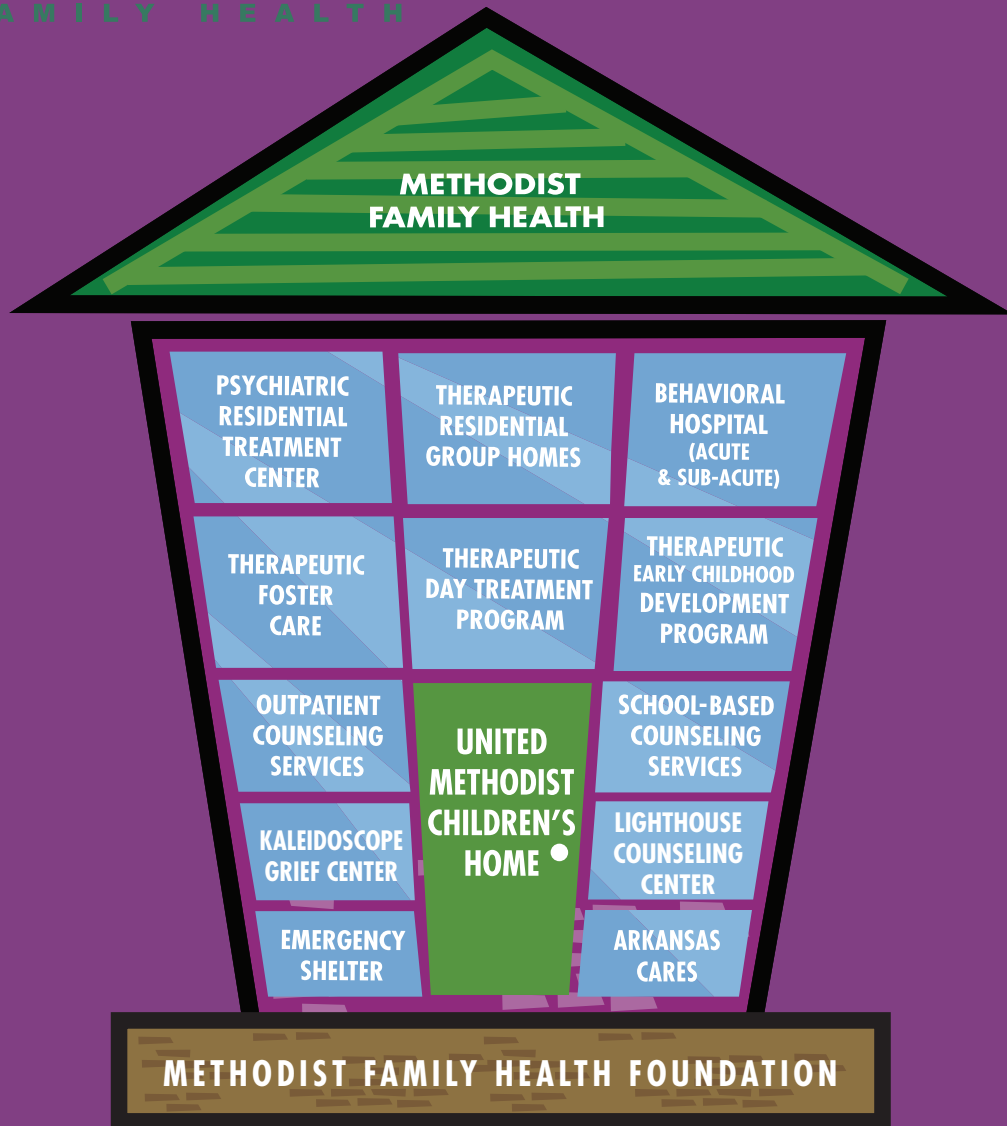 AMILY HEALTH
METHODIST
FAMILY HEALTH
PSYCHIATRIC
RESIDENTIAL
TREATMENT
CENTER
THERAPEUTIC
RESIDENTIAL
GROUP HOMES
BEHAVIORAL
HOSPITAL
(ACUTE
& SUB-ACUTE)
THERAPEUTIC
FOSTER
CARE
THERAPEUTIC
DAY TREATMENT
PROGRAM
THERAPEUTIC
EARLY CHILDHOOD
DEVELOPMENT
PROGRAM
OUTPATIENT
COUNSELING
SERVICES
UNITED
METHODIST
CHILDREN'S
HOME
SCHOOL-BASED
COUNSELING
SERVICES
KALEIDOSCOPE
GRIEF CENTER
LIGHTHOUSE
COUNSELING
CENTER
EMERGENCY
SHELTER
ARKANSAS
CARES
METHODIST FAMILY HEALTH FOUNDATION